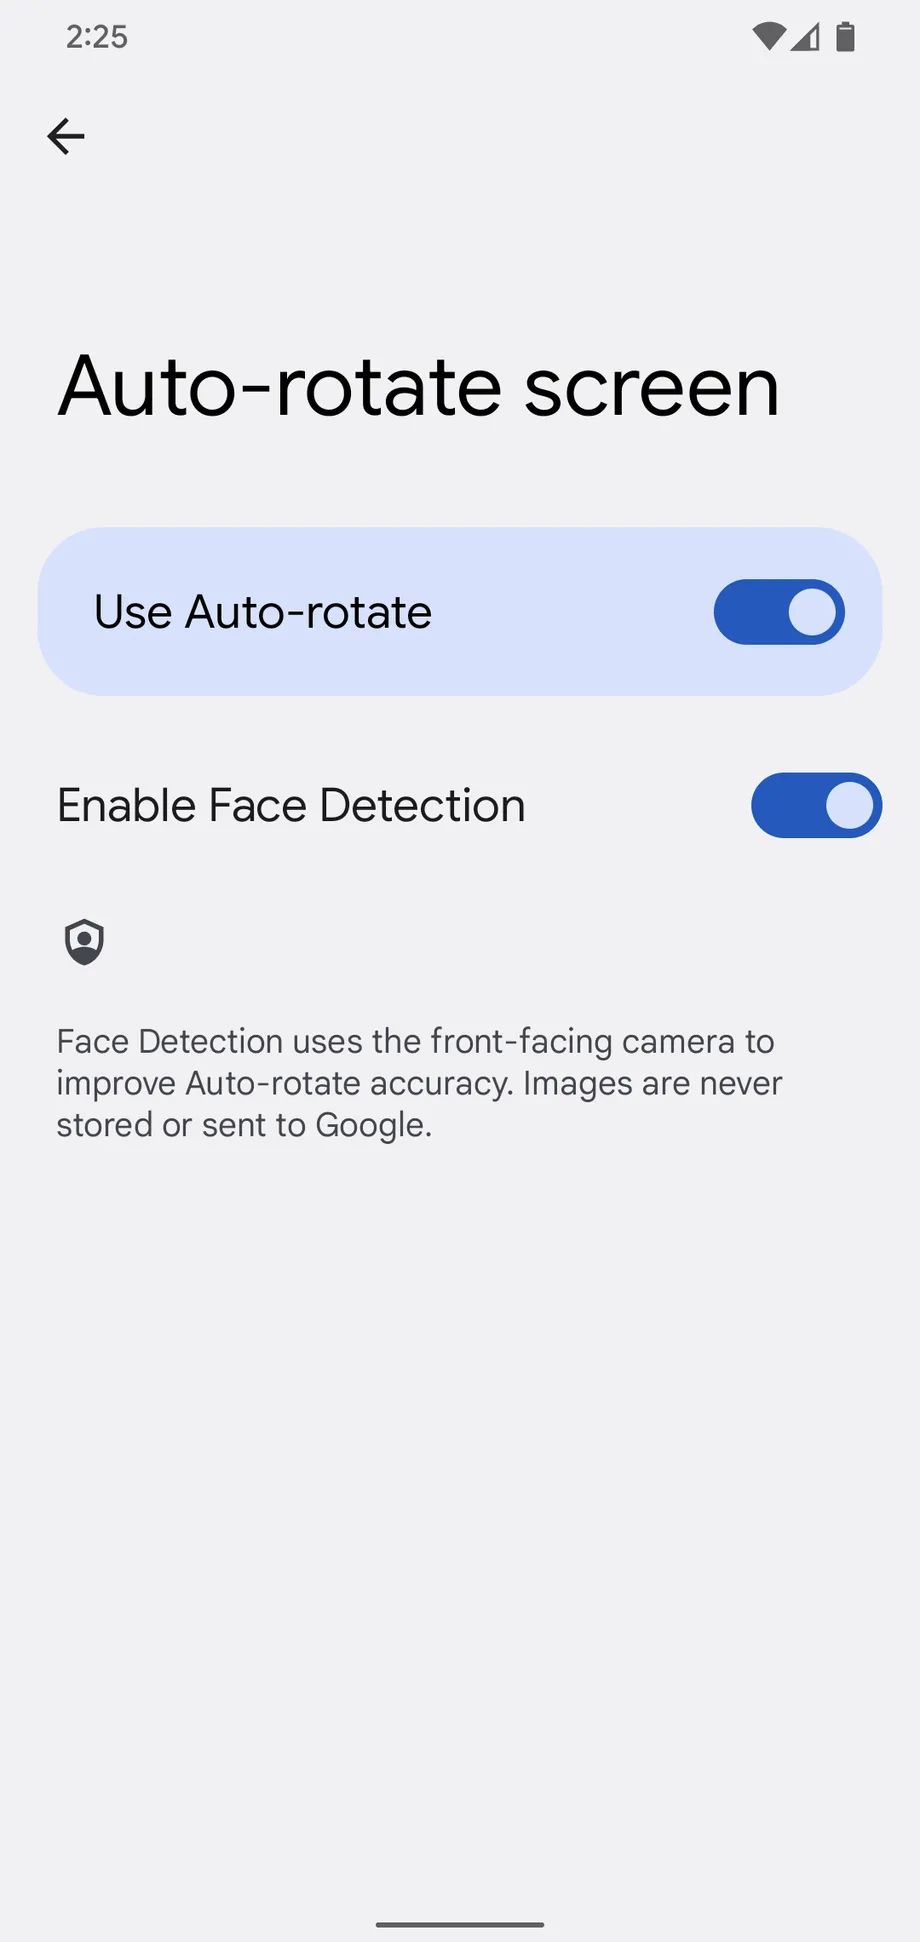 2:25
Auto-rotate screen
Use Auto-rotate
Enable Face Detection
Face Detection uses the front-facing camera to
improve Auto-rotate accuracy. Images are never
stored or sent to Google.